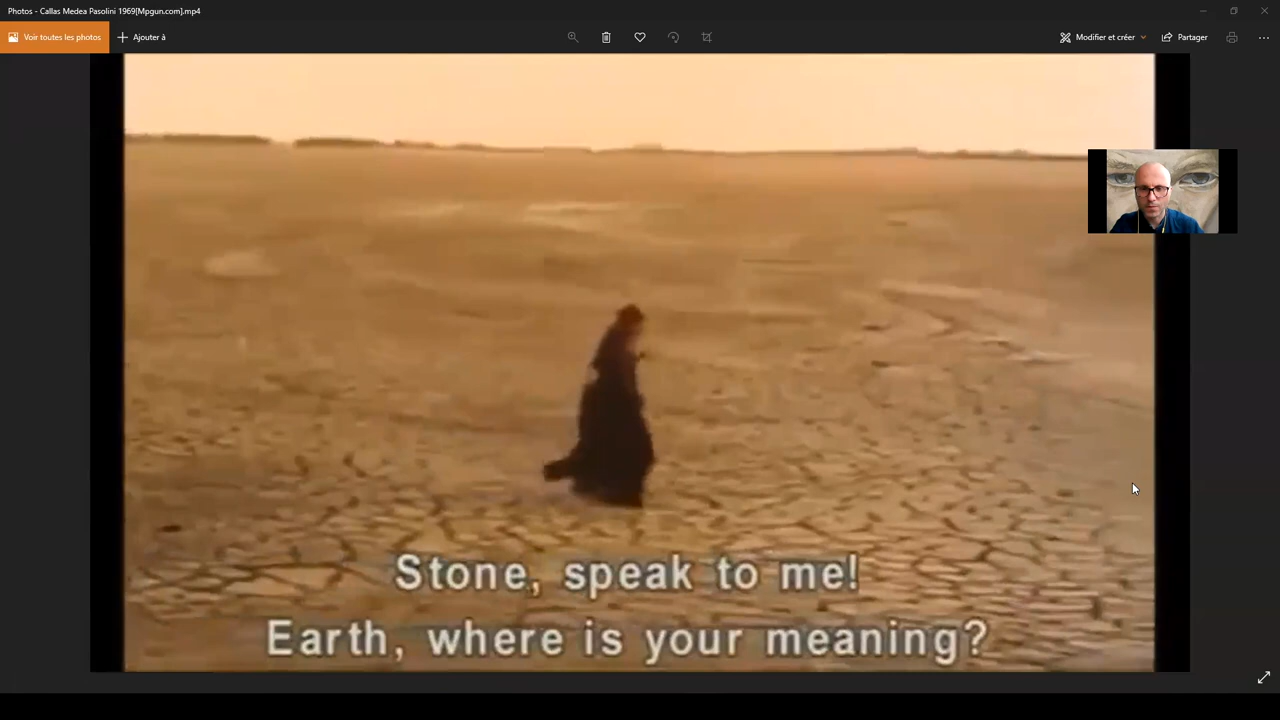 Photos - Callas Medea Pasolini 1969[Mpgun.com].mp4
Voir toutes les photos
Ajouter à
Modifier et créer
Partager
Stone, speak to me!
Earth, where is your meaning?